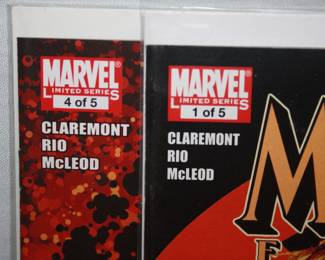 MARVEL
LIMITED SERIES
4 of 5
CLAREMONT
RIO
McLEOD
MARVEL
LIMITED SERIES
1 of 5
CLAREMONT
RIO
McLEOD
M